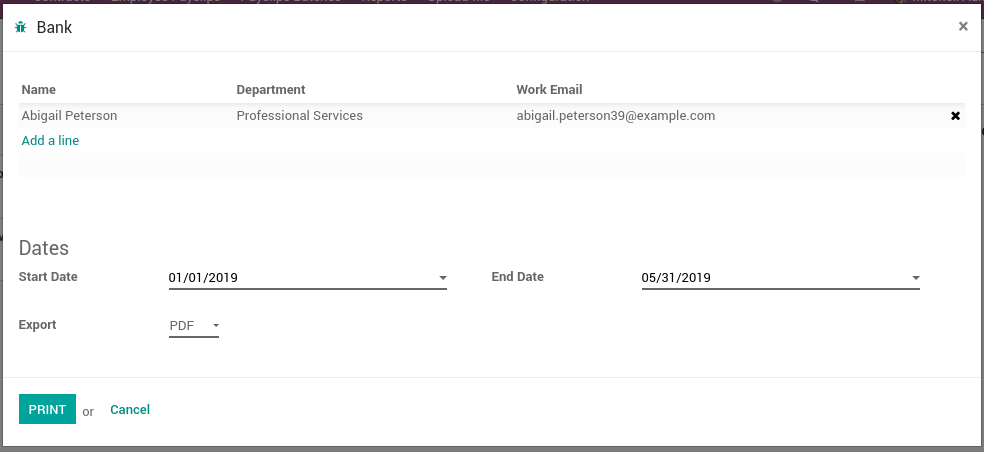 Bank
×
Name Department Work Email
Abigail Peterson Professional Services abigail.peterson39@example.com
Add a line
Dates
Start Date 01/01/2019 End Date 05/31/2019
Export PDF
PRINT or Cancel